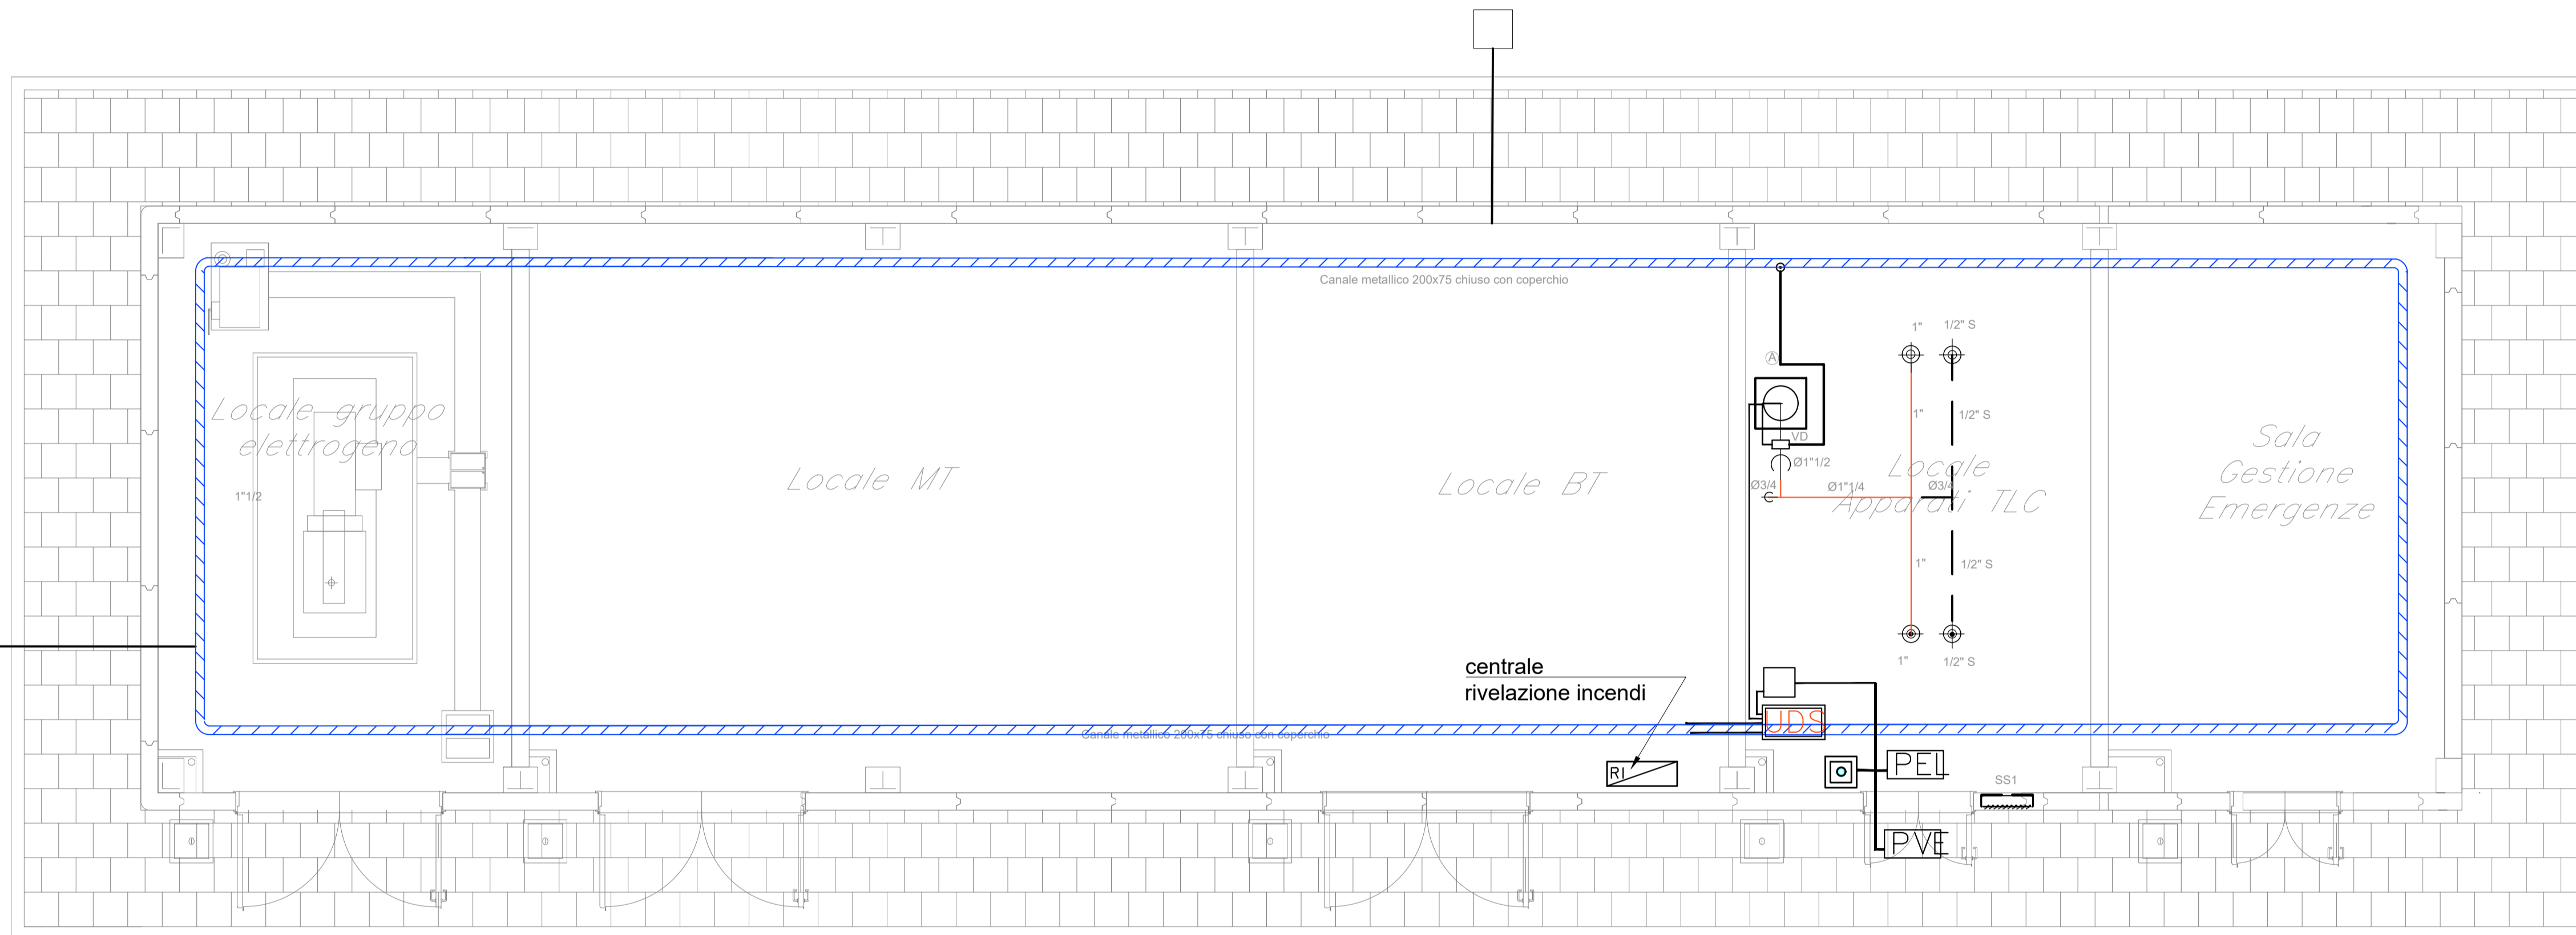 Canale metallico 200x75 chiuso con coperchio
1"
1/2" S
A
Locale gruppo
elettrogeno
1"
1/2" S
VD
Sala
Gestione
Emergenze
Ø1"1/2
Locale
Apparati TLC
Locale MT
Locale BT
Ø3/4
Ø1"1/4
Ø3/4
1"1/2
1"
1/2" S
1"
1/2" S
centrale
rivelazione incendi
UDS
Canale metallico 200x75 chiuso con coperchio
RI
PEL
SS1
PVE